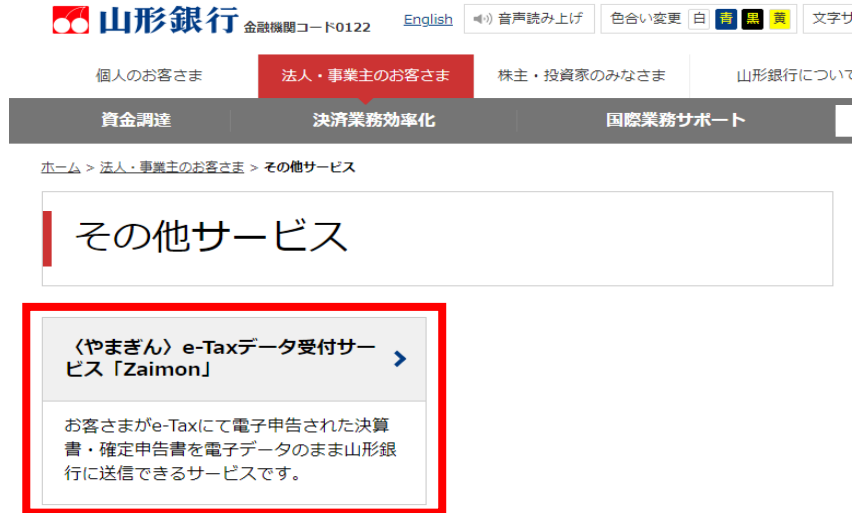 山形銀行 金融機関コード0122 English 音声読み上げ 色合い変更 白 青 黒 黄 文字サ
個人のお客さま 法人・事業主のお客さま 株主・投資家のみなさま 山形銀行について
資金調達 決済業務効率化 国際業務サポート
ホーム > 法人・事業主のお客さま > その他サービス
その他サービス
〈やまぎん〉e-Taxデータ受付サー
ビス「Zaimon」
お客さまがe-Taxにて電子申告された決算
書・確定申告書を電子データのまま山形銀
行に送信できるサービスです。